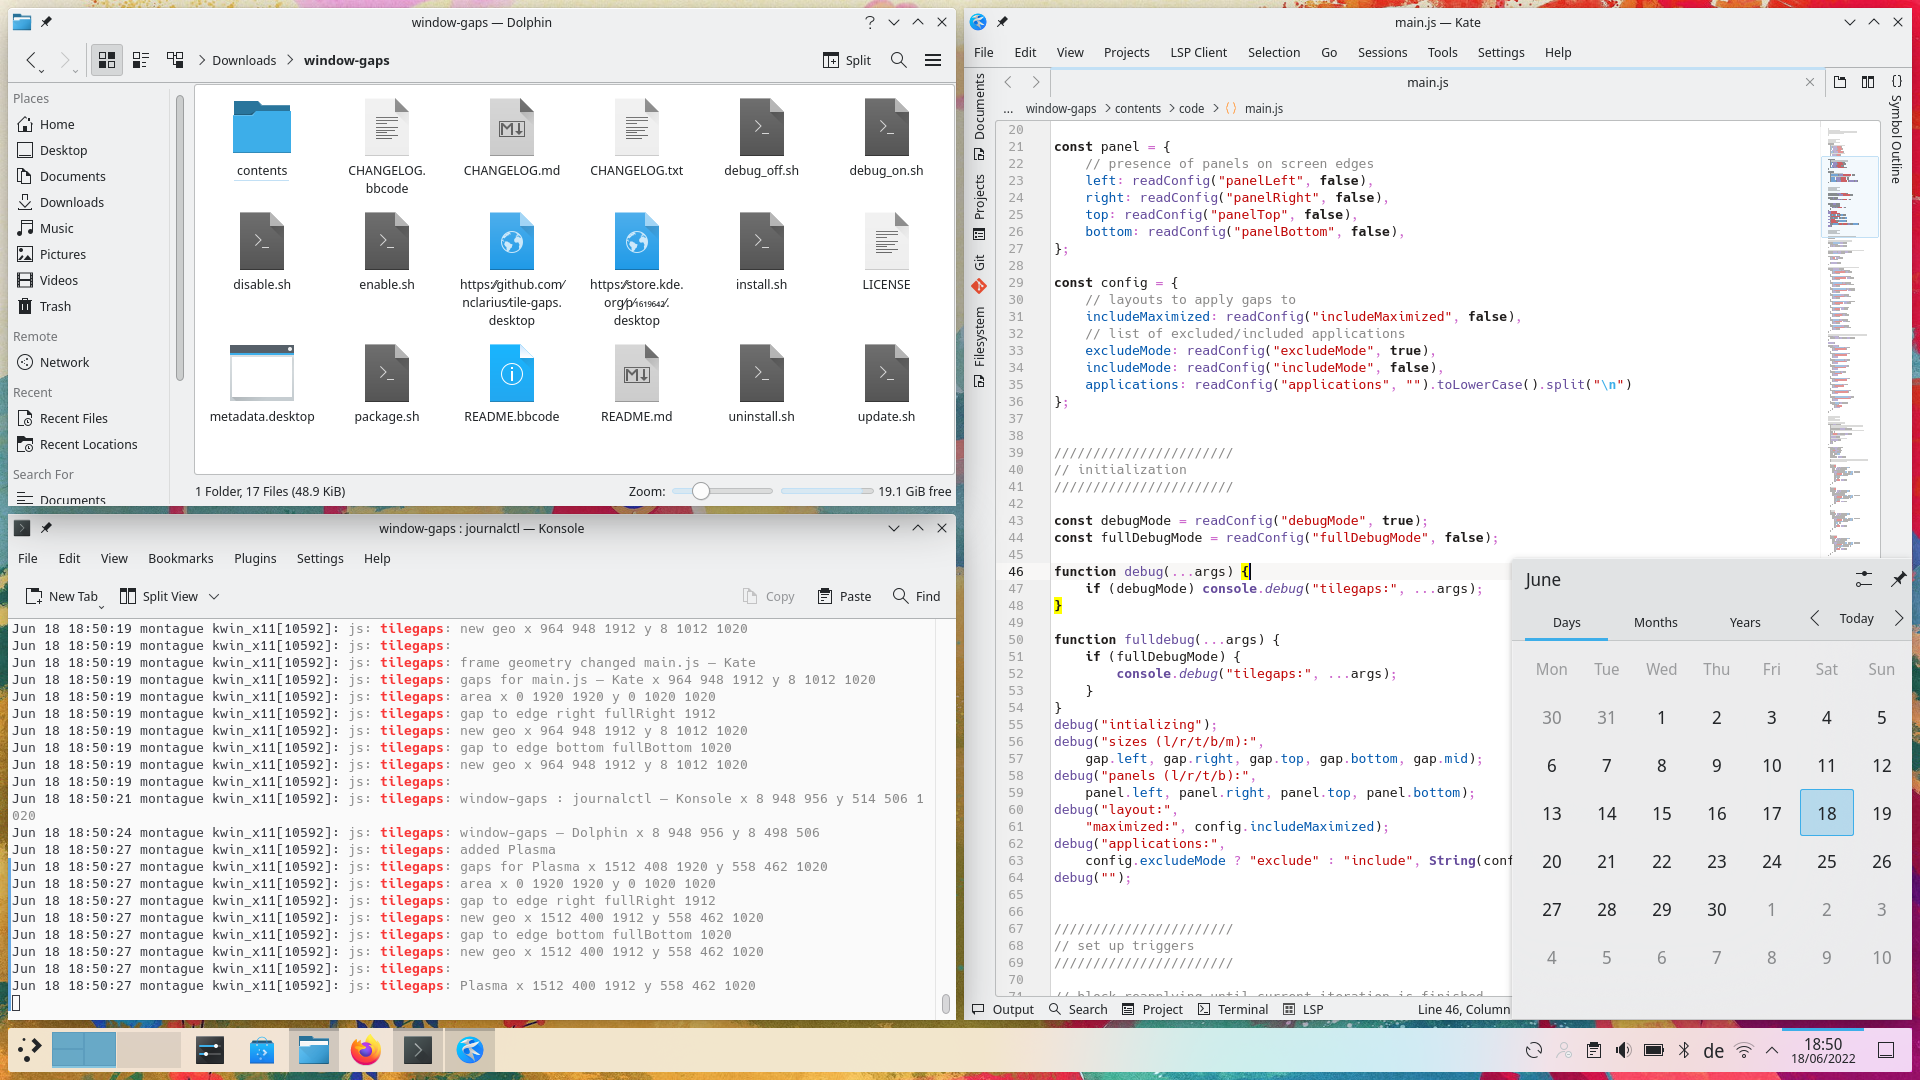 window-gaps — Dolphin
Downloads
window-gaps
Split
Places
Home
Desktop
Documents
Downloads
Music
Pictures
Videos
Trash
Remote
Network
Recent
Recent Files
Recent Locations
Search For
Documents
contents
CHANGELOG.
bbcode
CHANGELOG.md
CHANGELOG.txt
debug_off.sh
debug_on.sh
disable.sh
enable.sh
https⁄⁄github.com⁄
nclarius⁄tile-gaps.
desktop
https⁄⁄store.kde.
org⁄p⁄1619642⁄.
desktop
install.sh
LICENSE
metadata.desktop
package.sh
README.bbcode
README.md
uninstall.sh
update.sh
1 Folder, 17 Files (48.9 KiB)
Zoom:
19.1 GiB free
window-gaps : journalctl — Konsole
File Edit View Bookmarks Plugins Settings Help
New Tab Split View Copy Paste Find
Jun 18 18:50:19 montague kwin_x11[10592]: js: tilegaps: new geo x 964 948 1912 y 8 1012 1020
Jun 18 18:50:19 montague kwin_x11[10592]: js: tilegaps:
Jun 18 18:50:19 montague kwin_x11[10592]: js: tilegaps: frame geometry changed main.js — Kate
Jun 18 18:50:19 montague kwin_x11[10592]: js: tilegaps: gaps for main.js — Kate x 964 948 1912 y 8 1012 1020
Jun 18 18:50:19 montague kwin_x11[10592]: js: tilegaps: area x 0 1920 1920 y 0 1020 1020
Jun 18 18:50:19 montague kwin_x11[10592]: js: tilegaps: gap to edge right fullRight 1912
Jun 18 18:50:19 montague kwin_x11[10592]: js: tilegaps: new geo x 964 948 1912 y 8 1012 1020
Jun 18 18:50:19 montague kwin_x11[10592]: js: tilegaps: gap to edge bottom fullBottom 1020
Jun 18 18:50:19 montague kwin_x11[10592]: js: tilegaps: new geo x 964 948 1912 y 8 1012 1020
Jun 18 18:50:19 montague kwin_x11[10592]: js: tilegaps:
Jun 18 18:50:21 montague kwin_x11[10592]: js: tilegaps: window-gaps : journalctl — Konsole x 8 948 956 y 514 506 1
020
Jun 18 18:50:24 montague kwin_x11[10592]: js: tilegaps: window-gaps — Dolphin x 8 948 956 y 8 498 506
Jun 18 18:50:27 montague kwin_x11[10592]: js: tilegaps: added Plasma
Jun 18 18:50:27 montague kwin_x11[10592]: js: tilegaps: gaps for Plasma x 1512 408 1920 y 558 462 1020
Jun 18 18:50:27 montague kwin_x11[10592]: js: tilegaps: area x 0 1920 1920 y 0 1020 1020
Jun 18 18:50:27 montague kwin_x11[10592]: js: tilegaps: gap to edge right fullRight 1912
Jun 18 18:50:27 montague kwin_x11[10592]: js: tilegaps: new geo x 1512 400 1912 y 558 462 1020
Jun 18 18:50:27 montague kwin_x11[10592]: js: tilegaps: gap to edge bottom fullBottom 1020
Jun 18 18:50:27 montague kwin_x11[10592]: js: tilegaps: new geo x 1512 400 1912 y 558 462 1020
Jun 18 18:50:27 montague kwin_x11[10592]: js: tilegaps:
Jun 18 18:50:27 montague kwin_x11[10592]: js: tilegaps: Plasma x 1512 400 1912 y 558 462 1020
main.js — Kate
File Edit View Projects LSP Client Selection Go Sessions Tools Settings Help
main.js
... window-gaps contents code main.js
Documents
Projects
Git
Filesystem
Symbol Outline
20
21 const panel = {
22 // presence of panels on screen edges
23 left: readConfig("panelLeft", false),
24 right: readConfig("panelRight", false),
25 top: readConfig("panelTop", false),
26 bottom: readConfig("panelBottom", false),
27 };
28
29 const config = {
30 // layouts to apply gaps to
31 includeMaximized: readConfig("includeMaximized", false),
32 // list of excluded/included applications
33 excludeMode: readConfig("excludeMode", true),
34 includeMode: readConfig("includeMode", false),
35 applications: readConfig("applications", "").toLowerCase().split("\n")
36 };
37
38
39 ///////////////////////
40 // initialization
41 ///////////////////////
42
43 const debugMode = readConfig("debugMode", true);
44 const fullDebugMode = readConfig("fullDebugMode", false);
45
46 function debug(...args) {
47 if (debugMode) console.debug("tilegaps:", ...args);
48 }
49
50 function fulldebug(...args) {
51 if (fullDebugMode) {
52 console.debug("tilegaps:", ...args);
53 }
54 }
55 debug("intializing");
56 debug("sizes (l/r/t/b/m):",
57 gap.left, gap.right, gap.top, gap.bottom, gap.mid);
58 debug("panels (l/r/t/b):",
59 panel.left, panel.right, panel.top, panel.bottom);
60 debug("layout:",
61 "maximized:", config.includeMaximized);
62 debug("applications:",
63 config.excludeMode ? "exclude" : "include", String(conf
64 debug("");
65
66
67 ///////////////////////
68 // set up triggers
69 ///////////////////////
70
71 // block reapplying until current iteration is finished
Output Search Project Terminal LSP Line 46, Column
June
Days Months Years Today
Mon Tue Wed Thu Fri Sat Sun
30 31 1 2 3 4 5
6 7 8 9 10 11 12
13 14 15 16 17 18 19
20 21 22 23 24 25 26
27 28 29 30 1 2 3
4 5 6 7 8 9 10
de
18:50
18/06/2022